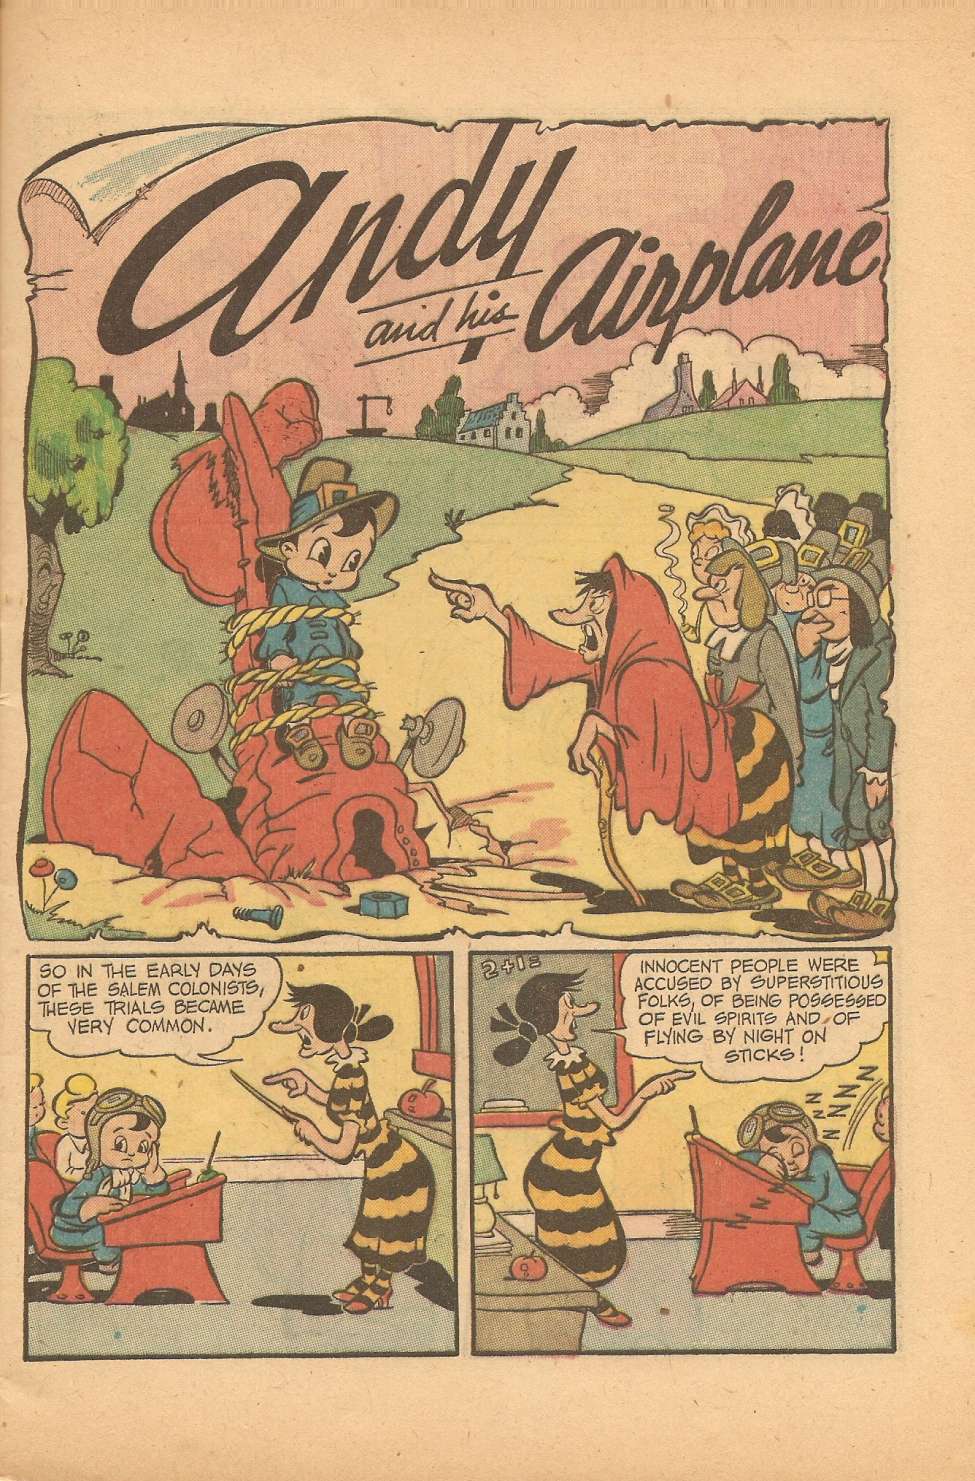 Andy
and his
Airplane
SO IN THE EARLY DAYS
OF THE SALEM COLONISTS,
THESE TRIALS BECAME
VERY COMMON.
2+1=
INNOCENT PEOPLE WERE
ACCUSED BY SUPERSTITIOUS
FOLKS, OF BEING POSSESSED
OF EVIL SPIRITS AND OF
FLYING BY NIGHT ON
STICKS!
Z Z Z Z Z Z Z
Z Z Z Z